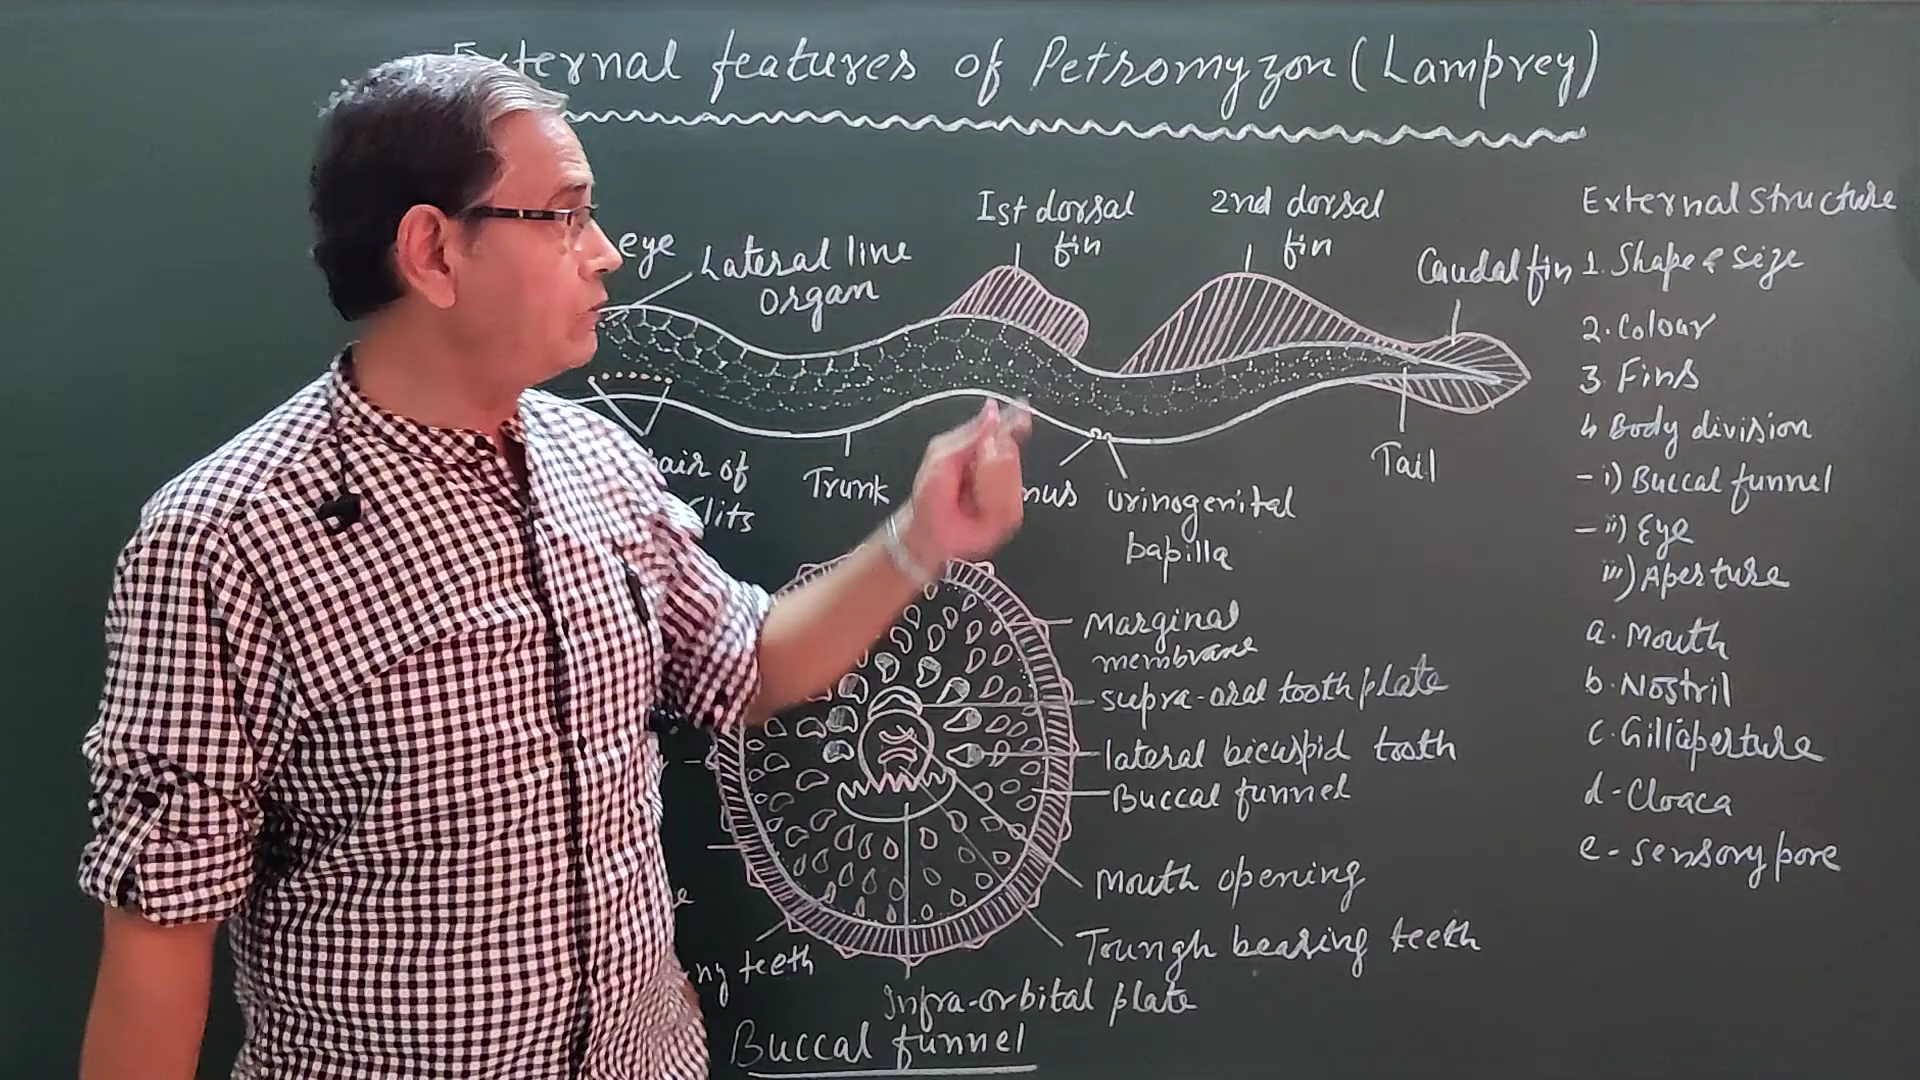 External features of Petromyzon (Lamprey)
eye
Lateral line
organ
Ist dorsal
fin
2nd dorsal
fin
Caudal fin
Trunk
urinogenital
papilla
Tail
Marginal
membrane
supra-oral tooth plate
lateral bicuspid tooth
Buccal funnel
Mouth opening
Toungh bearing teeth
teeth
Infra-orbital plate
Buccal funnel
External structure
1. Shape & size
2. Colour
3. Fins
4. Body division
- i) Buccal funnel
- ii) Eye
iii) Aperture
a. Mouth
b. Nostril
c. Gill aperture
d - Cloaca
e - sensory pore